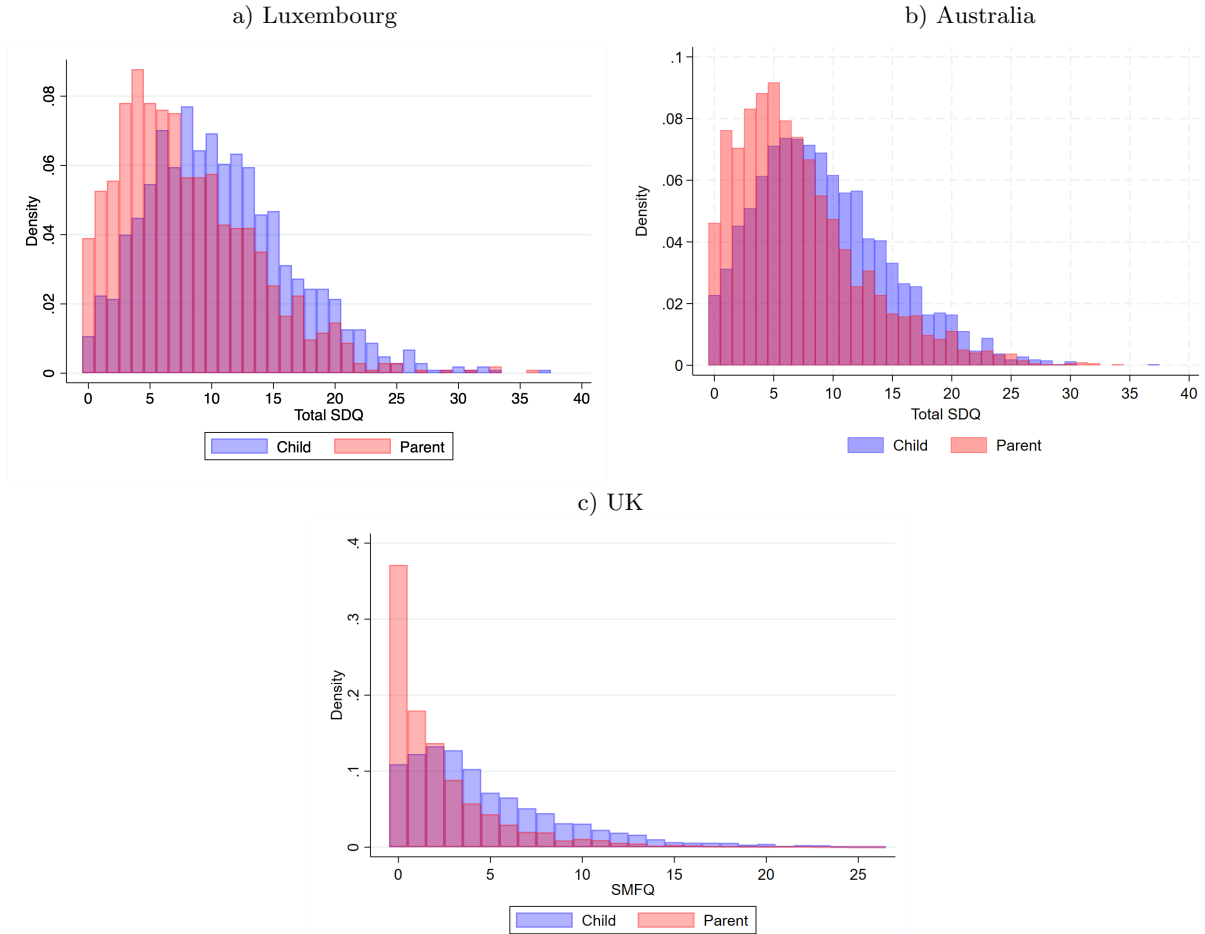 a) Luxembourg
Density
.08
.06
.04
.02
0
0 5 10 15 20 25 30 35 40
Total SDQ
Child Parent
b) Australia
Density
.1
.08
.06
.04
.02
0
0 5 10 15 20 25 30 35 40
Total SDQ
Child Parent
c) UK
Density
.4
.3
.2
.1
0
0 5 10 15 20 25
SMFQ
Child Parent